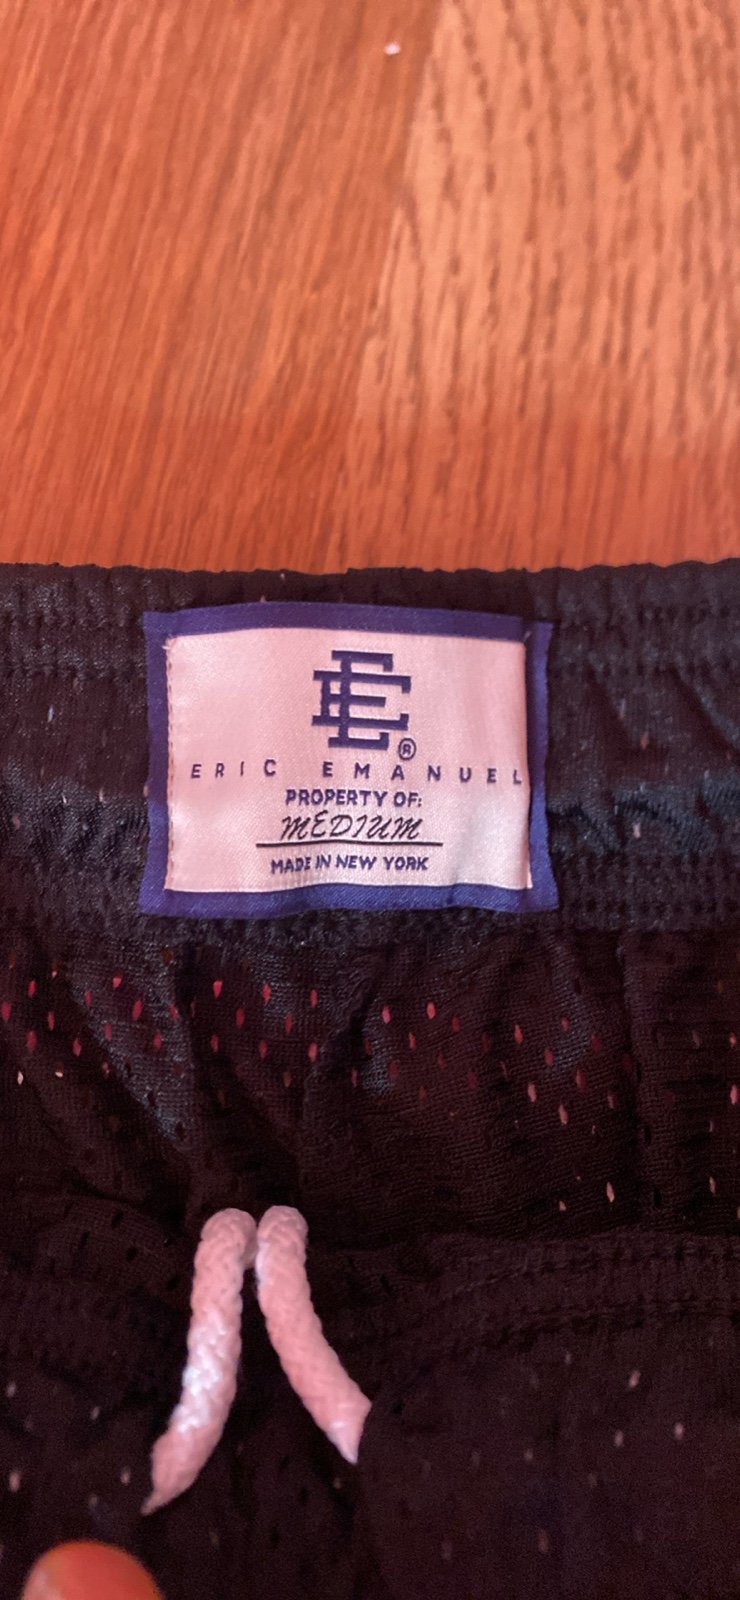 EE®
ERIC EMANUEL
PROPERTY OF:
MEDIUM
MADE IN NEW YORK